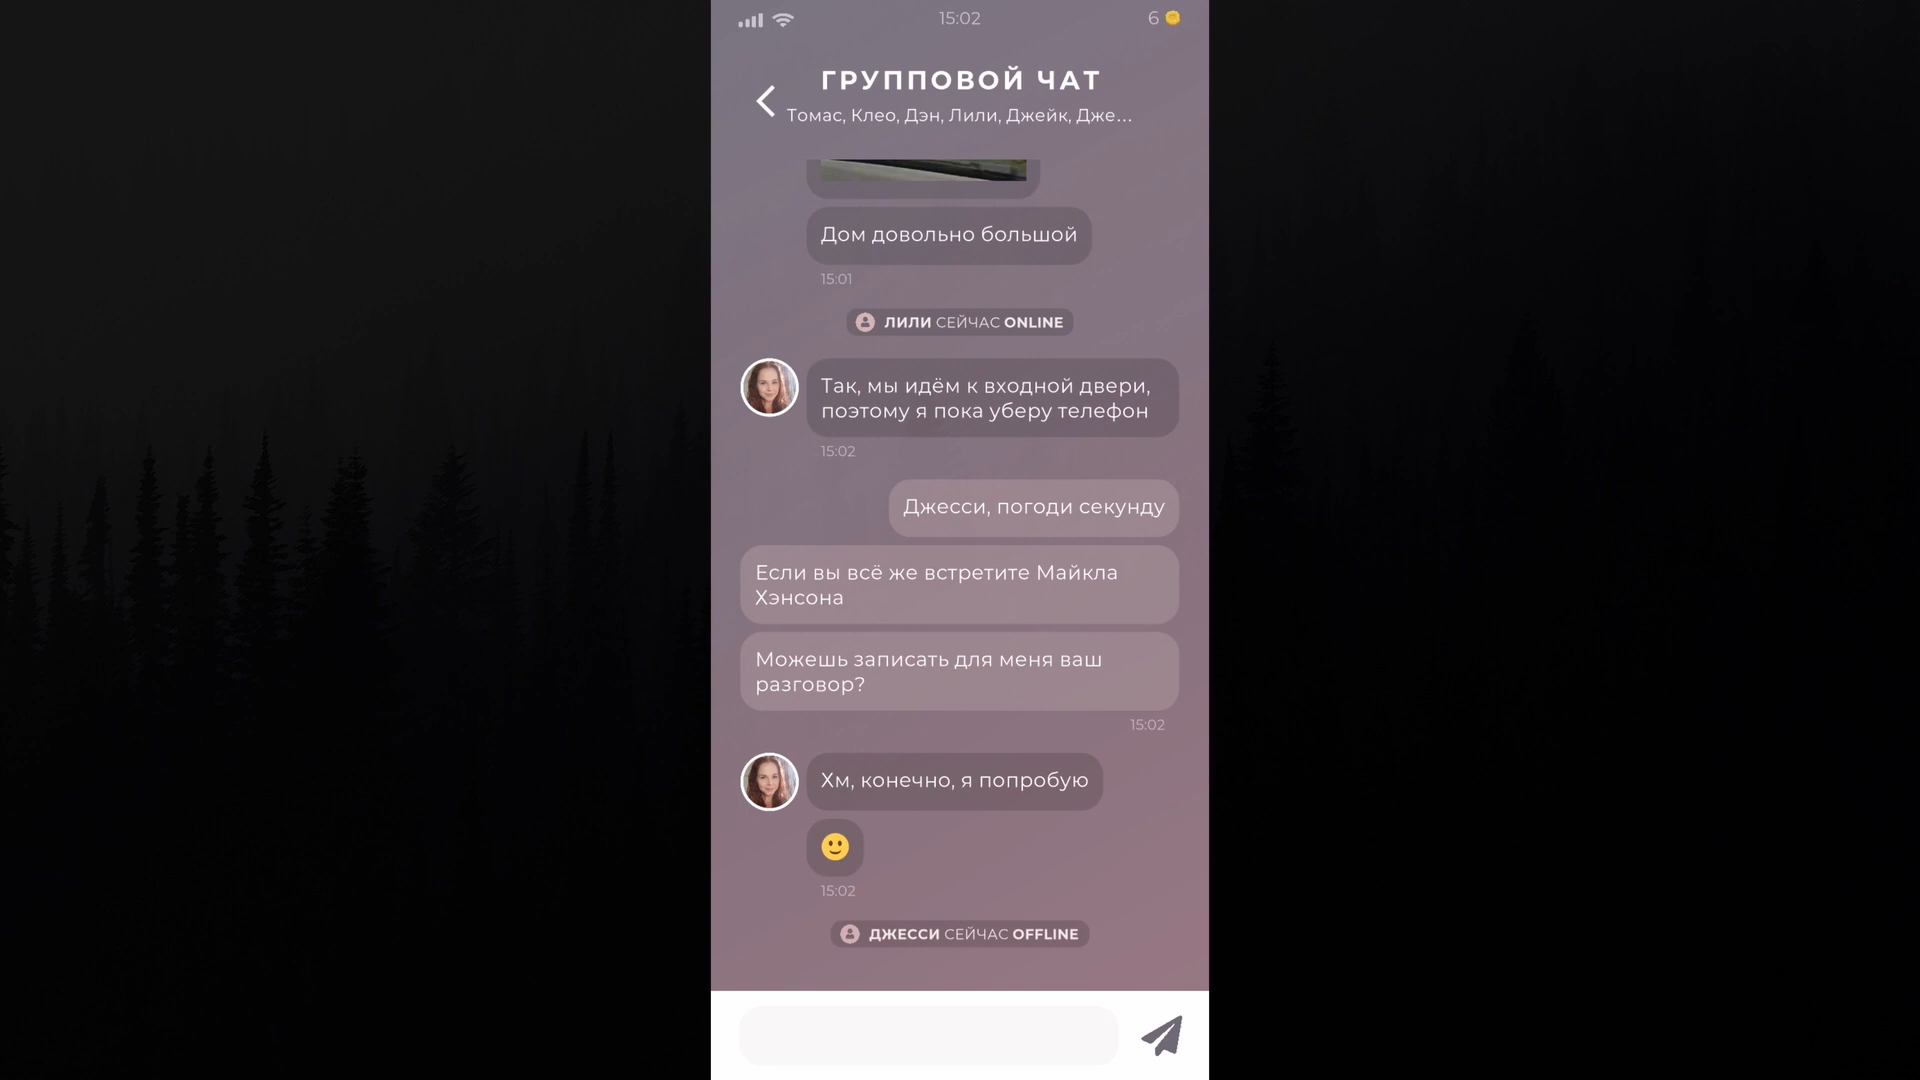 15:02
6
ГРУППОВОЙ ЧАТ
Томас, Клео, Дэн, Лили, Джейк, Дже...
Дом довольно большой
15:01
ЛИЛИ СЕЙЧАС ONLINE
Так, мы идём к входной двери,
поэтому я пока уберу телефон
15:02
Джесси, погоди секунду
Если вы всё же встретите Майкла
Хэнсона
Можешь записать для меня ваш
разговор?
15:02
Хм, конечно, я попробую
15:02
ДЖЕССИ СЕЙЧАС OFFLINE